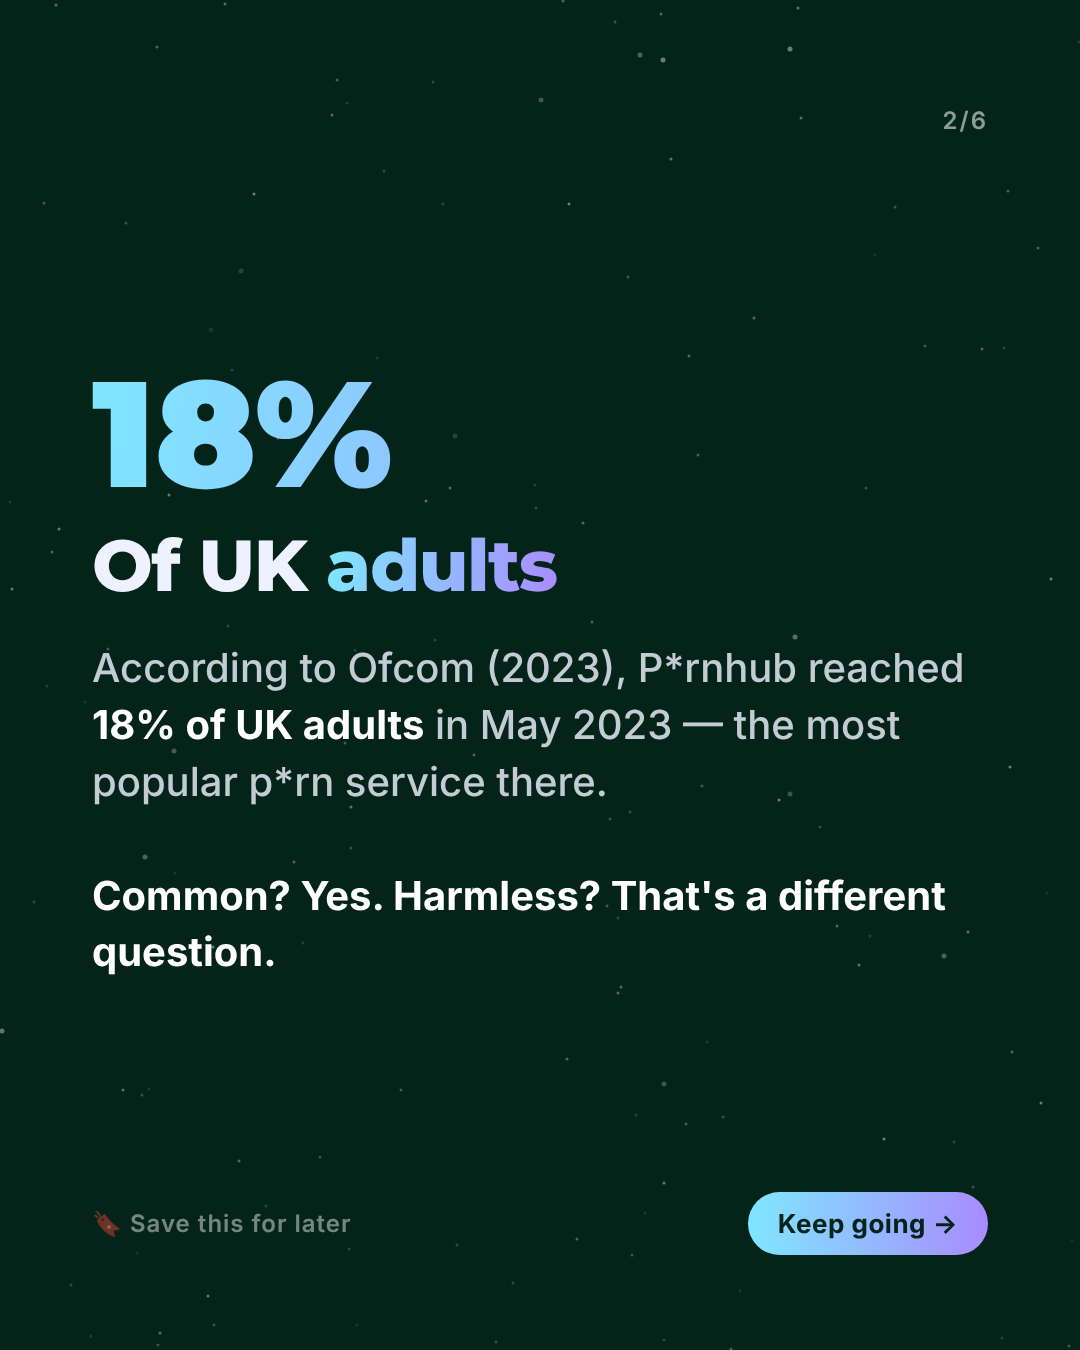 2/6
18%
Of UK adults
According to Ofcom (2023), P*rnhub reached
18% of UK adults in May 2023 — the most
popular p*rn service there.
Common? Yes. Harmless? That's a different
question.
🔖 Save this for later
Keep going →